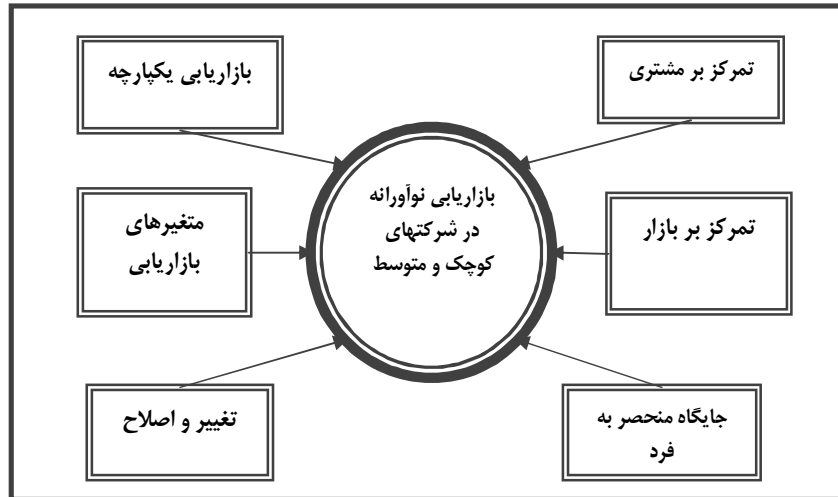 تمرکز بر مشتری
بازاریابی یکپارچه
بازاریابی نوآورانه
در شرکتهای
کوچک و متوسط
تمرکز بر بازار
متغیرهای
بازاریابی
جایگاه منحصر به
فرد
تغییر و اصلاح